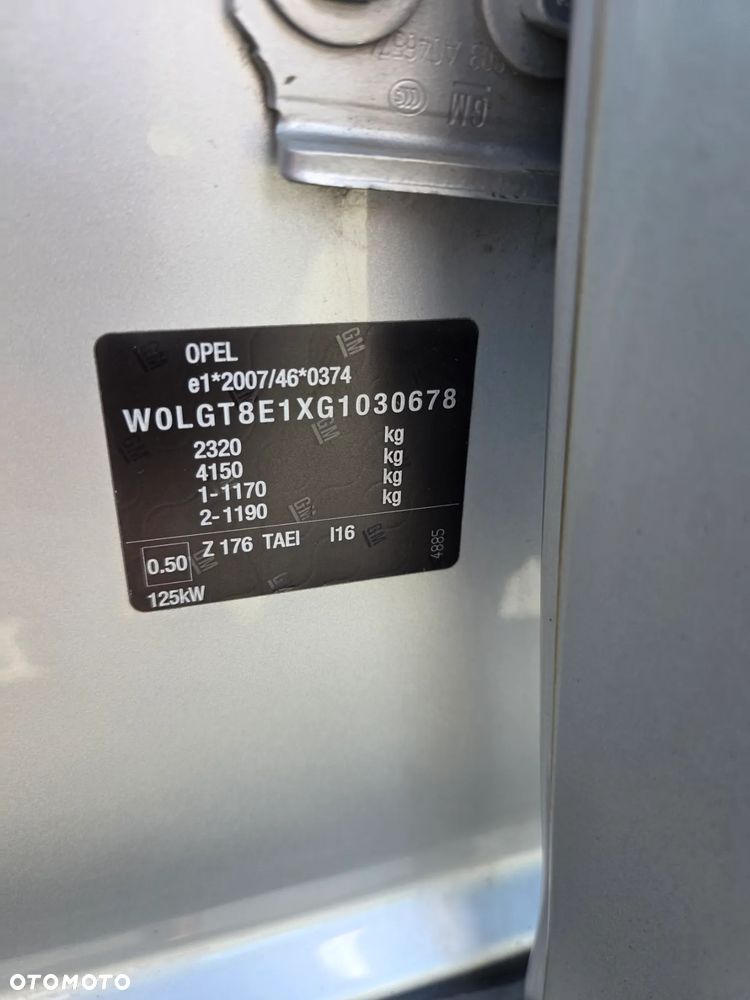 GM
OPEL
e1*2007/46*0374
W0LGT8E1XG1030678
2320 kg
4150 kg
1-1170 kg
2-1190 kg
0.50 Z 176 TAEI I16
4885
125kW
OTOMOTO